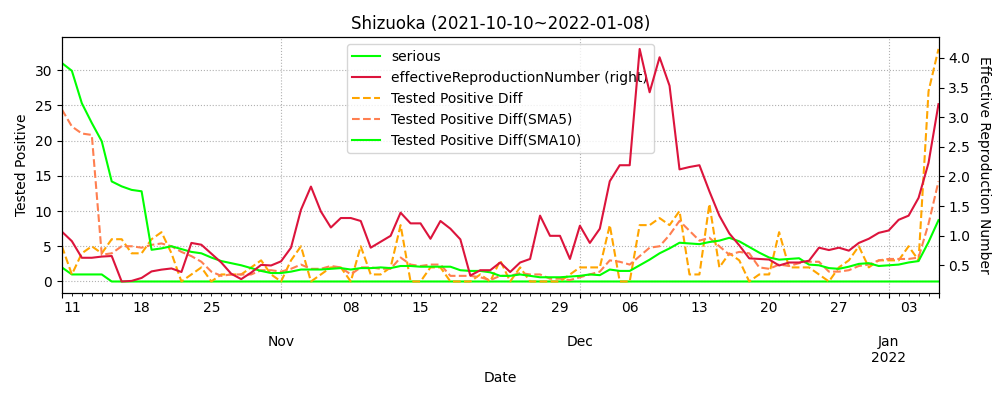 Shizuoka (2021-10-10~2022-01-08)
serious
effectiveReproductionNumber (right)
Tested Positive Diff
Tested Positive Diff(SMA5)
Tested Positive Diff(SMA10)
Tested Positive
30
25
20
15
10
5
0
4.0
3.5
3.0
2.5
2.0
1.5
1.0
0.5
Effective Reproduction Number
11 18 25 08 15 22 29 06 13 20 27 03
Nov Dec Jan
2022
Date